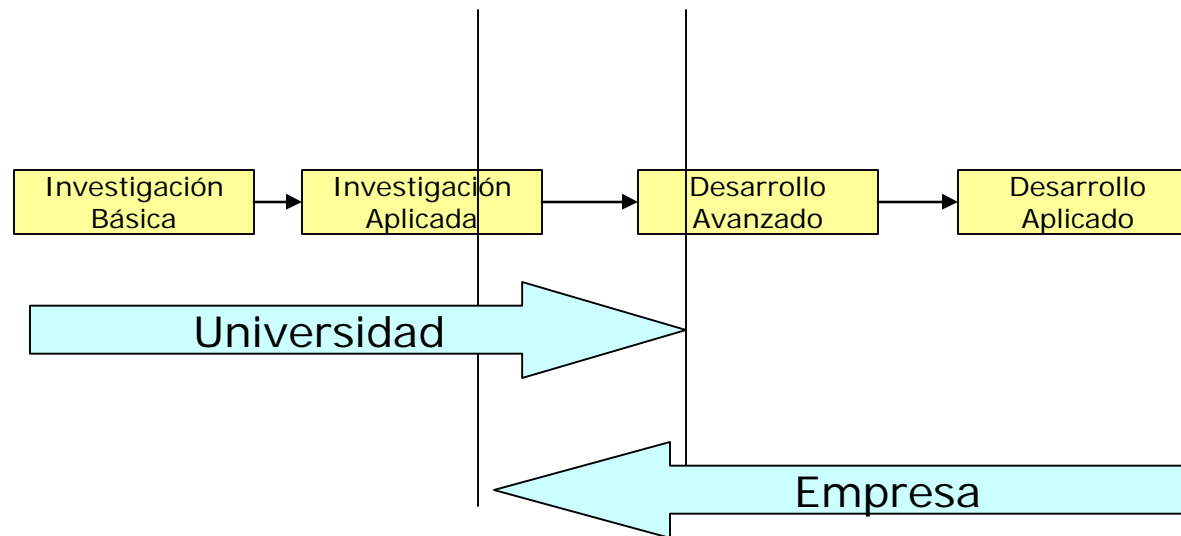 Investigación
Básica
Investigación
Aplicada
Desarrollo
Avanzado
Desarrollo
Aplicado
Universidad
Empresa